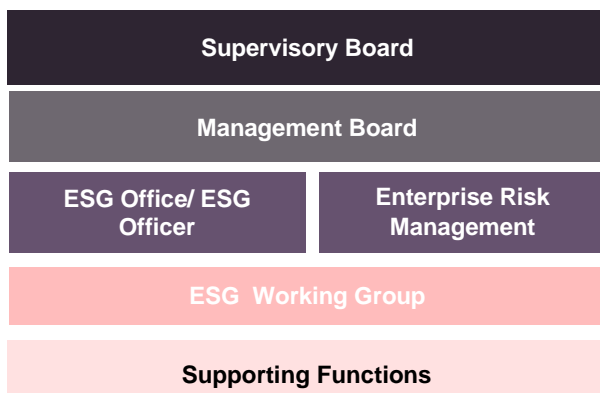 Supervisory Board
Management Board
ESG Office/ ESG
Officer
Enterprise Risk
Management
ESG Working Group
Supporting Functions